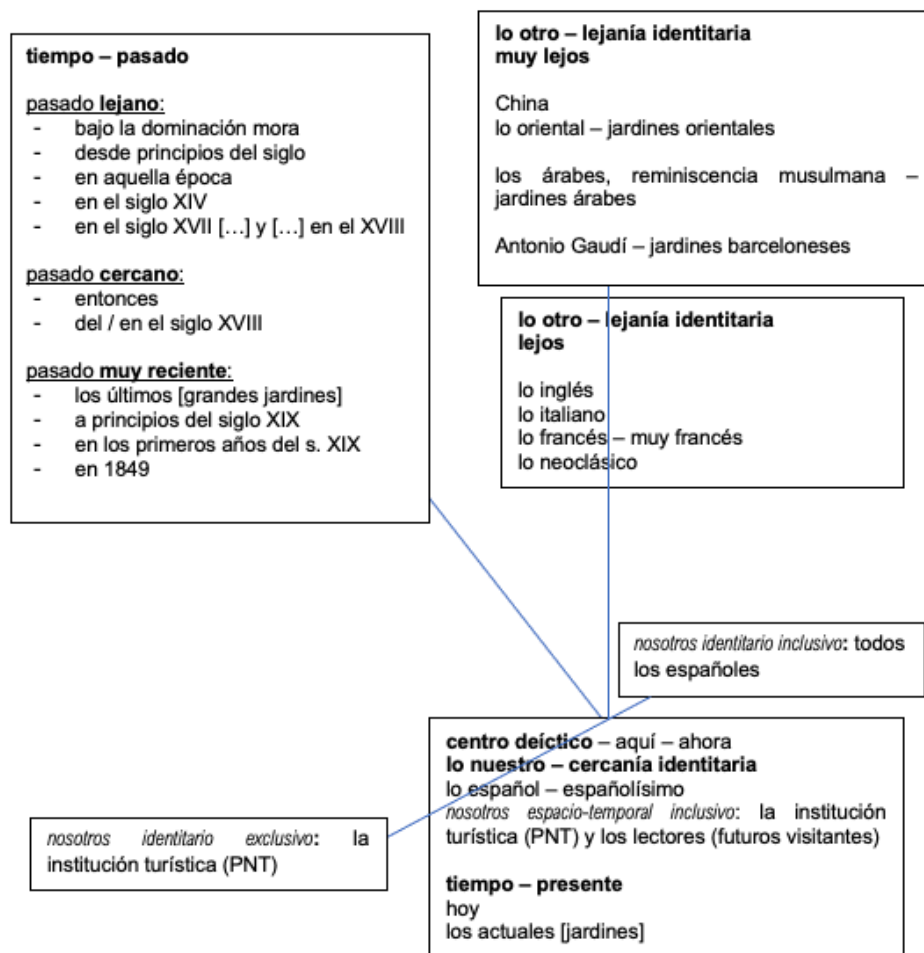 tiempo – pasado
pasado lejano:
- bajo la dominación mora
- desde principios del siglo
- en aquella época
- en el siglo XIV
- en el siglo XVII […] y […] en el XVIII
pasado cercano:
- entonces
- del / en el siglo XVIII
pasado muy reciente:
- los últimos [grandes jardines]
- a principios del siglo XIX
- en los primeros años del s. XIX
- en 1849
lo otro – lejanía identitaria
muy lejos
China
lo oriental – jardines orientales
los árabes, reminiscencia musulmana –
jardines árabes
Antonio Gaudí – jardines barceloneses
lo otro – lejanía identitaria
lejos
lo inglés
lo italiano
lo francés – muy francés
lo neoclásico
nosotros identitario inclusivo: todos
los españoles
centro deíctico – aquí – ahora
lo nuestro – cercanía identitaria
lo español – españolísimo
nosotros espacio-temporal inclusivo: la institución
turística (PNT) y los lectores (futuros visitantes)
tiempo – presente
hoy
los actuales [jardines]
nosotros identitario exclusivo: la
institución turística (PNT)